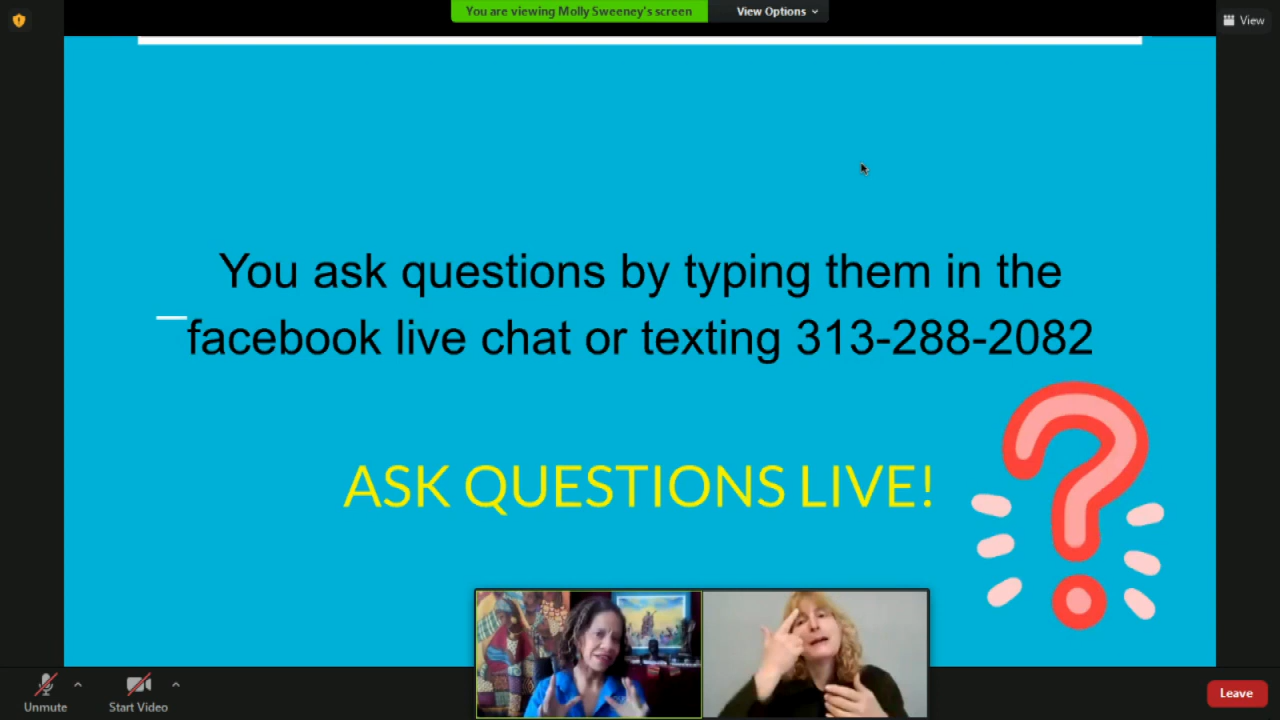 You are viewing Molly Sweeney's screen
View Options
View
You ask questions by typing them in the
facebook live chat or texting 313-288-2082
ASK QUESTIONS LIVE!
?
Unmute
Start Video
Leave